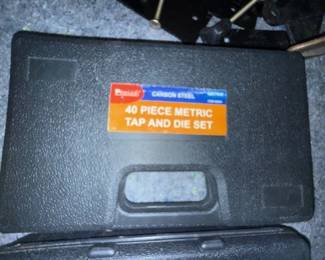 CARBON STEEL
40 PIECE METRIC
TAP AND DIE SET